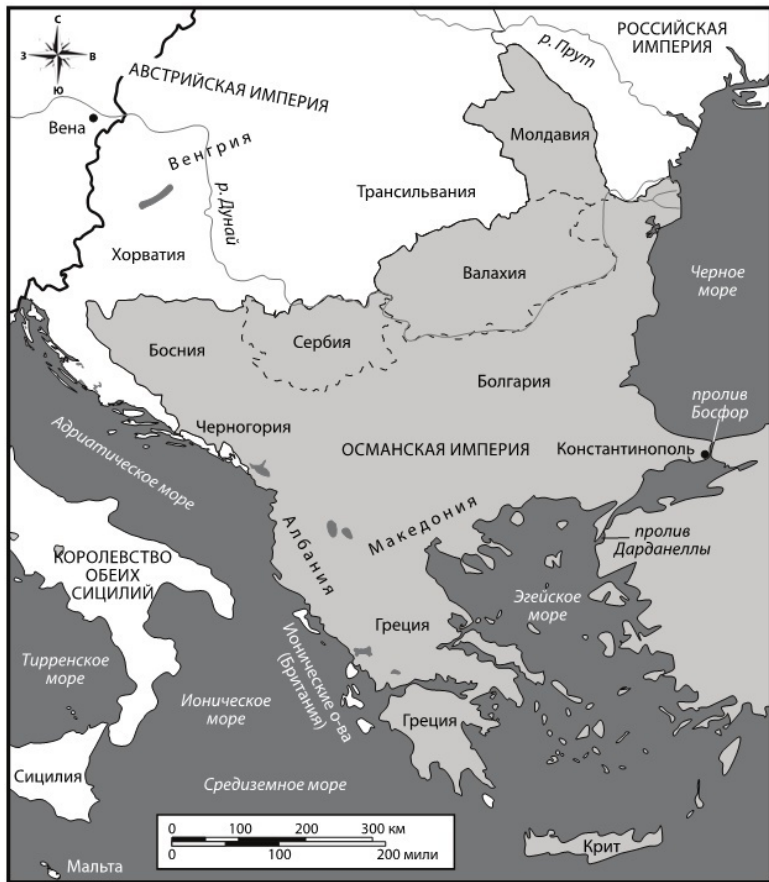 С
З В
Ю
РОССИЙСКАЯ
ИМПЕРИЯ
р. Прут
АВСТРИЙСКАЯ ИМПЕРИЯ
Вена
Венгрия
Молдавия
р. Дунай
Трансильвания
Хорватия
Валахия
Черное
море
Босния
Сербия
Болгария
пролив
Босфор
Черногория
Адриатическое море
ОСМАНСКАЯ ИМПЕРИЯ
Константинополь
Македония
Албания
пролив
Дарданеллы
КОРОЛЕВСТВО
ОБЕИХ
СИЦИЛИЙ
Эгейское
море
Греция
Ионические о-ва
(Британия)
Тирренское
море
Ионическое
море
Греция
Сицилия
Средиземное море
0 100 200 300 км
0 100 200 мили
Крит
Мальта